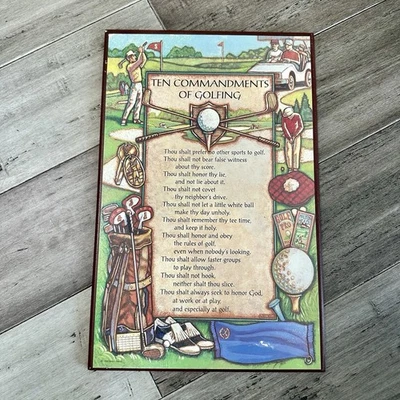 TEN COMMANDMENTS
OF GOLFING
Thou shalt prefer no other sports to golf.
Thou shall not bear false witness
about thy score.
Thou shalt honor thy lie,
and not lie about it.
Thou shalt not covet
thy neighbor's drive.
Thou shall not let a little white ball
make thy day unholy.
Thou shalt remember thy tee time,
and keep it holy.
Thou shall honor and obey
the rules of golf,
even when nobody's looking.
Thou shalt allow faster groups
to play through.
Thou shalt not hook,
neither shalt thou slice.
Thou shalt always seek to honor God,
at work or at play,
and especially at golf.